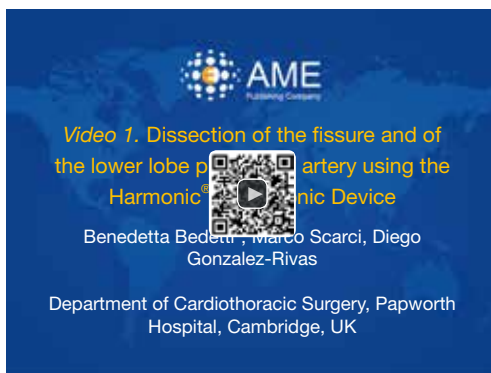 AME
Publishing Company
Video 1. Dissection of the fissure and of
the lower lobe p artery using the
Harmonic® nic Device
Benedetta Bedetti, Marco Scarci, Diego
Gonzalez-Rivas
Department of Cardiothoracic Surgery, Papworth
Hospital, Cambridge, UK